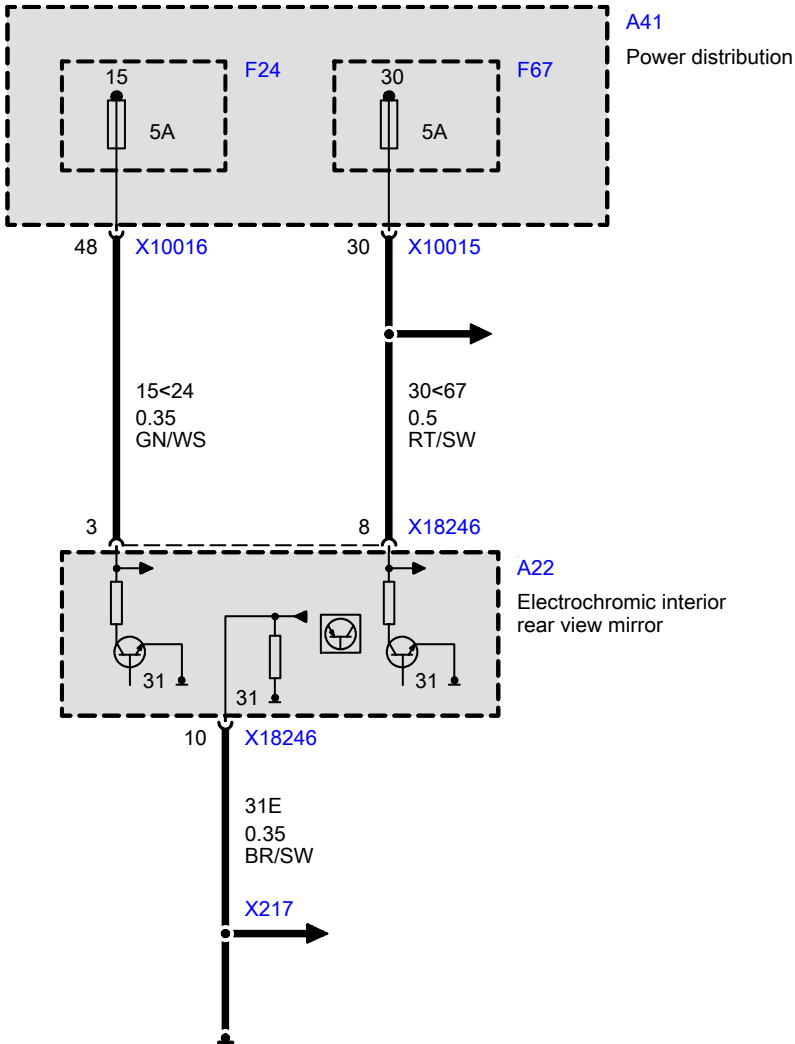 A41
Power distribution
15
F24
5A
30
F67
5A
48
X10016
30
X10015
15<24
0.35
GN/WS
30<67
0.5
RT/SW
3
8
X18246
A22
Electrochromic interior
rear view mirror
31
31
31
10
X18246
31E
0.35
BR/SW
X217